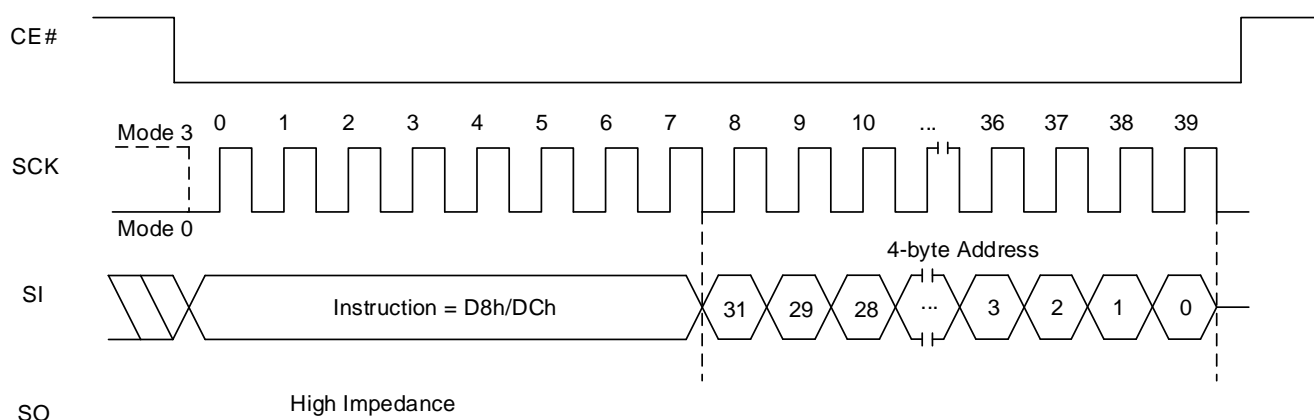 CE#
0 1 2 3 4 5 6 7 8 9 10 ... 36 37 38 39
Mode 3
SCK
Mode 0
4-byte Address
SI
Instruction = D8h/DCh
31 29 28 ... 3 2 1 0
High Impedance
SO